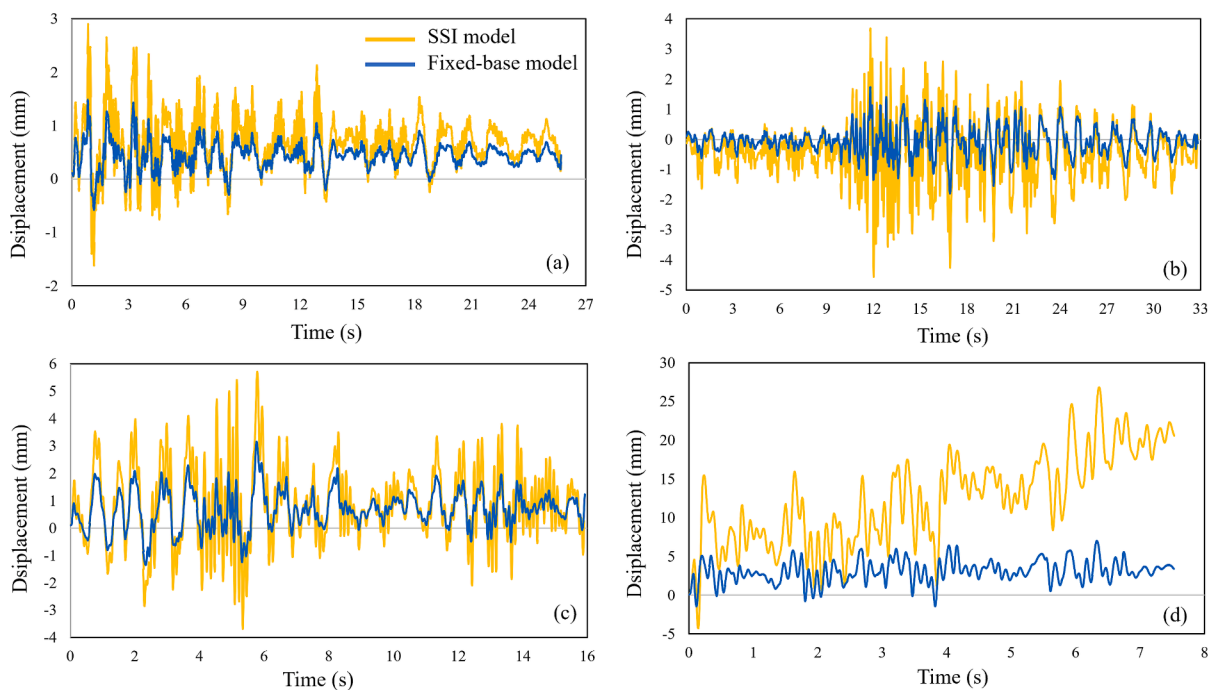 Dsiplacement (mm)
3
2
1
0
1
2
SSI model
Fixed-base model
(a)
0 3 6 9 12 15 18 21 24 27
Time (s)
Dsiplacement (mm)
4
3
2
1
0
-1
-2
-3
-4
-5
(b)
0 3 6 9 12 15 18 21 24 27 30 33
Time (s)
Dsiplacement (mm)
6
5
4
3
2
1
0
-1
-2
-3
-4
(c)
0 2 4 6 8 10 12 14 16
Time (s)
Dsiplacement (mm)
30
25
20
15
10
5
0
-5
(d)
0 1 2 3 4 5 6 7 8
Time (s)